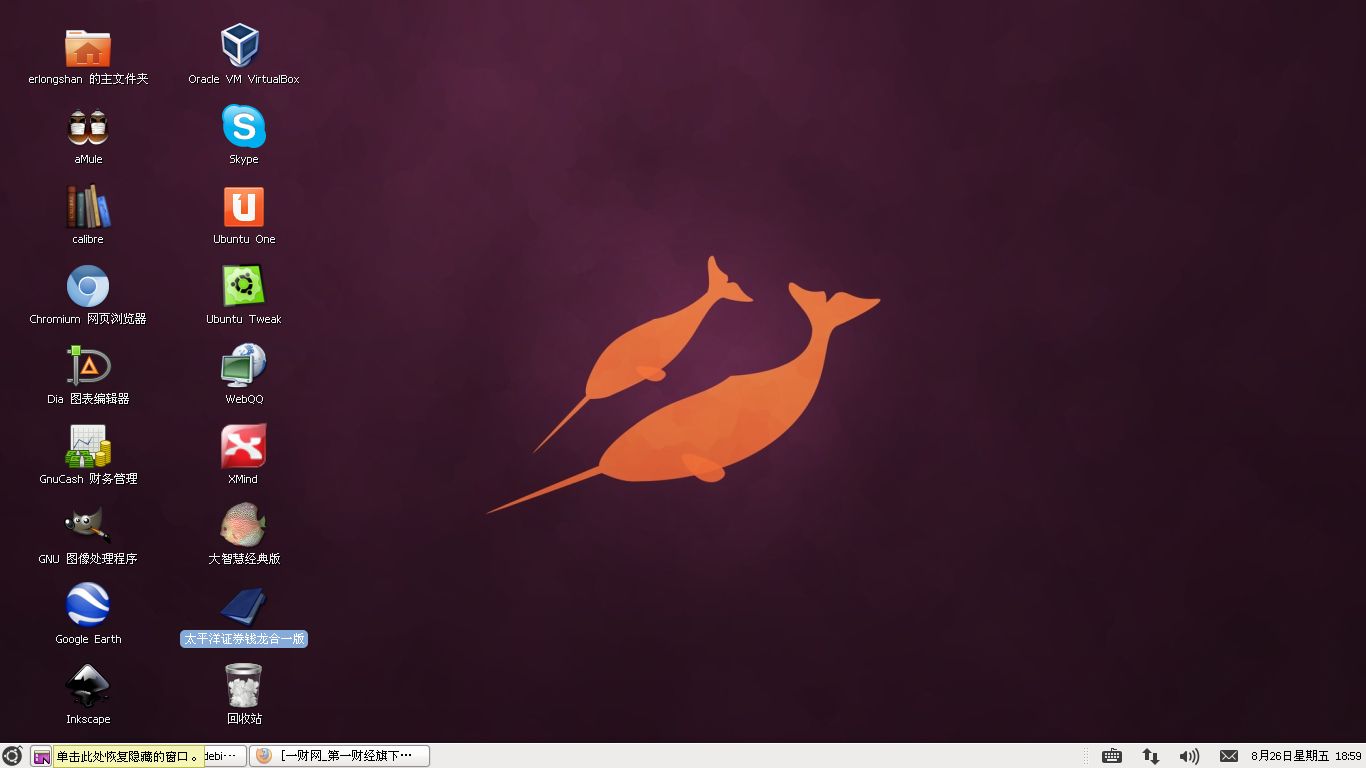 erlongshan 的主文件夹
aMule
calibre
Chromium 网页浏览器
Dia 图表编辑器
GnuCash 财务管理
GNU 图像处理程序
Google Earth
Inkscape
Oracle VM VirtualBox
Skype
Ubuntu One
Ubuntu Tweak
WebQQ
XMind
大智慧经典版
太平洋证券钱龙合一版
回收站
单击此处恢复隐藏的窗口。
debi…
[一财网_第一财经旗下…
8月26日星期五 18:59